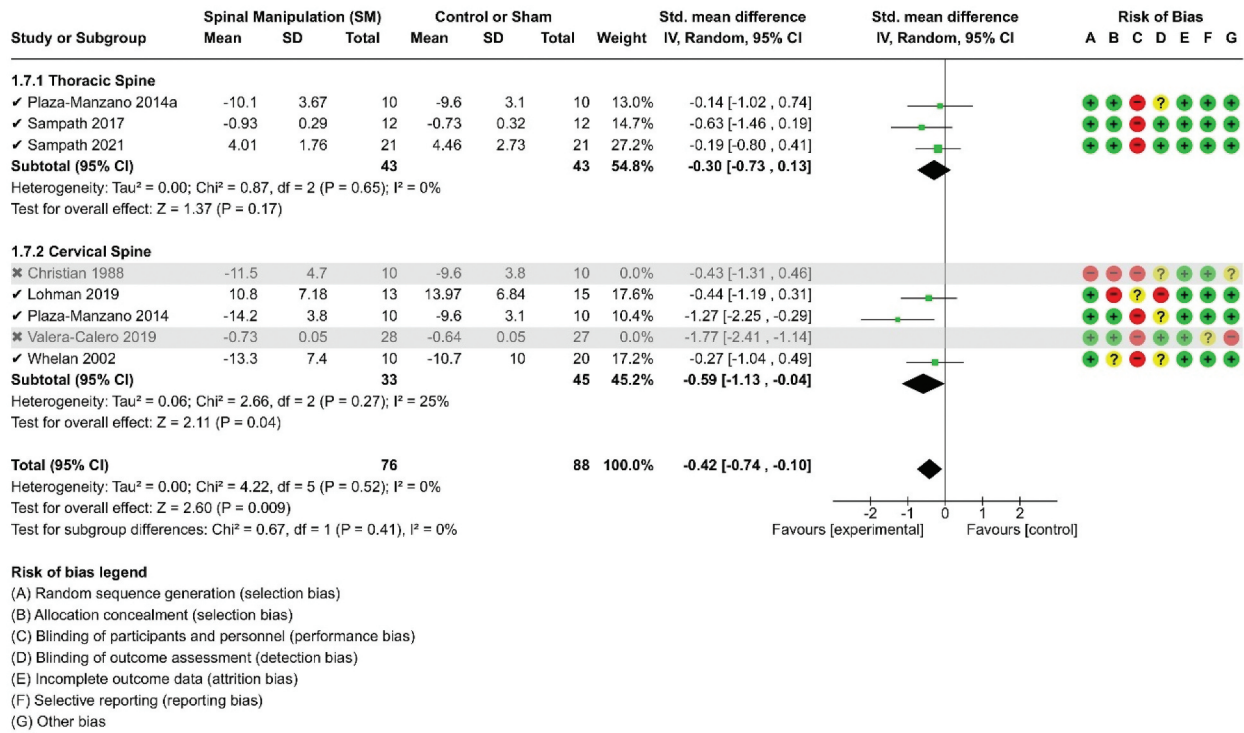 Spinal Manipulation (SM) Control or Sham Std. mean difference Std. mean difference Risk of Bias
Study or Subgroup Mean SD Total Mean SD Total Weight IV, Random, 95% CI IV, Random, 95% CI A B C D E F G
1.7.1 Thoracic Spine
✔ Plaza-Manzano 2014a -10.1 3.67 10 -9.6 3.1 10 13.0% -0.14 [-1.02 , 0.74] + + − ? + + +
✔ Sampath 2017 -0.93 0.29 12 -0.73 0.32 12 14.7% -0.63 [-1.46 , 0.19] + + − + + + +
✔ Sampath 2021 4.01 1.76 21 4.46 2.73 21 27.2% -0.19 [-0.80 , 0.41] + + − + + + +
Subtotal (95% CI) 43 43 54.8% -0.30 [-0.73 , 0.13]
Heterogeneity: Tau² = 0.00; Chi² = 0.87, df = 2 (P = 0.65); I² = 0%
Test for overall effect: Z = 1.37 (P = 0.17)
1.7.2 Cervical Spine
✖ Christian 1988 -11.5 4.7 10 -9.6 3.8 10 0.0% -0.43 [-1.31 , 0.46] − − − ? + + ?
✔ Lohman 2019 10.8 7.18 13 13.97 6.84 15 17.6% -0.44 [-1.19 , 0.31] + − ? − + + +
✔ Plaza-Manzano 2014 -14.2 3.8 10 -9.6 3.1 10 10.4% -1.27 [-2.25 , -0.29] + + − ? + + +
✖ Valera-Calero 2019 -0.73 0.05 28 -0.64 0.05 27 0.0% -1.77 [-2.41 , -1.14] + + − + + ? −
✔ Whelan 2002 -13.3 7.4 10 -10.7 10 20 17.2% -0.27 [-1.04 , 0.49] + ? − ? + + +
Subtotal (95% CI) 33 45 45.2% -0.59 [-1.13 , -0.04]
Heterogeneity: Tau² = 0.06; Chi² = 2.66, df = 2 (P = 0.27); I² = 25%
Test for overall effect: Z = 2.11 (P = 0.04)
Total (95% CI) 76 88 100.0% -0.42 [-0.74 , -0.10]
Heterogeneity: Tau² = 0.00; Chi² = 4.22, df = 5 (P = 0.52); I² = 0%
Test for overall effect: Z = 2.60 (P = 0.009)
Test for subgroup differences: Chi² = 0.67, df = 1 (P = 0.41), I² = 0%
-2 -1 0 1 2
Favours [experimental] Favours [control]
Risk of bias legend
(A) Random sequence generation (selection bias)
(B) Allocation concealment (selection bias)
(C) Blinding of participants and personnel (performance bias)
(D) Blinding of outcome assessment (detection bias)
(E) Incomplete outcome data (attrition bias)
(F) Selective reporting (reporting bias)
(G) Other bias